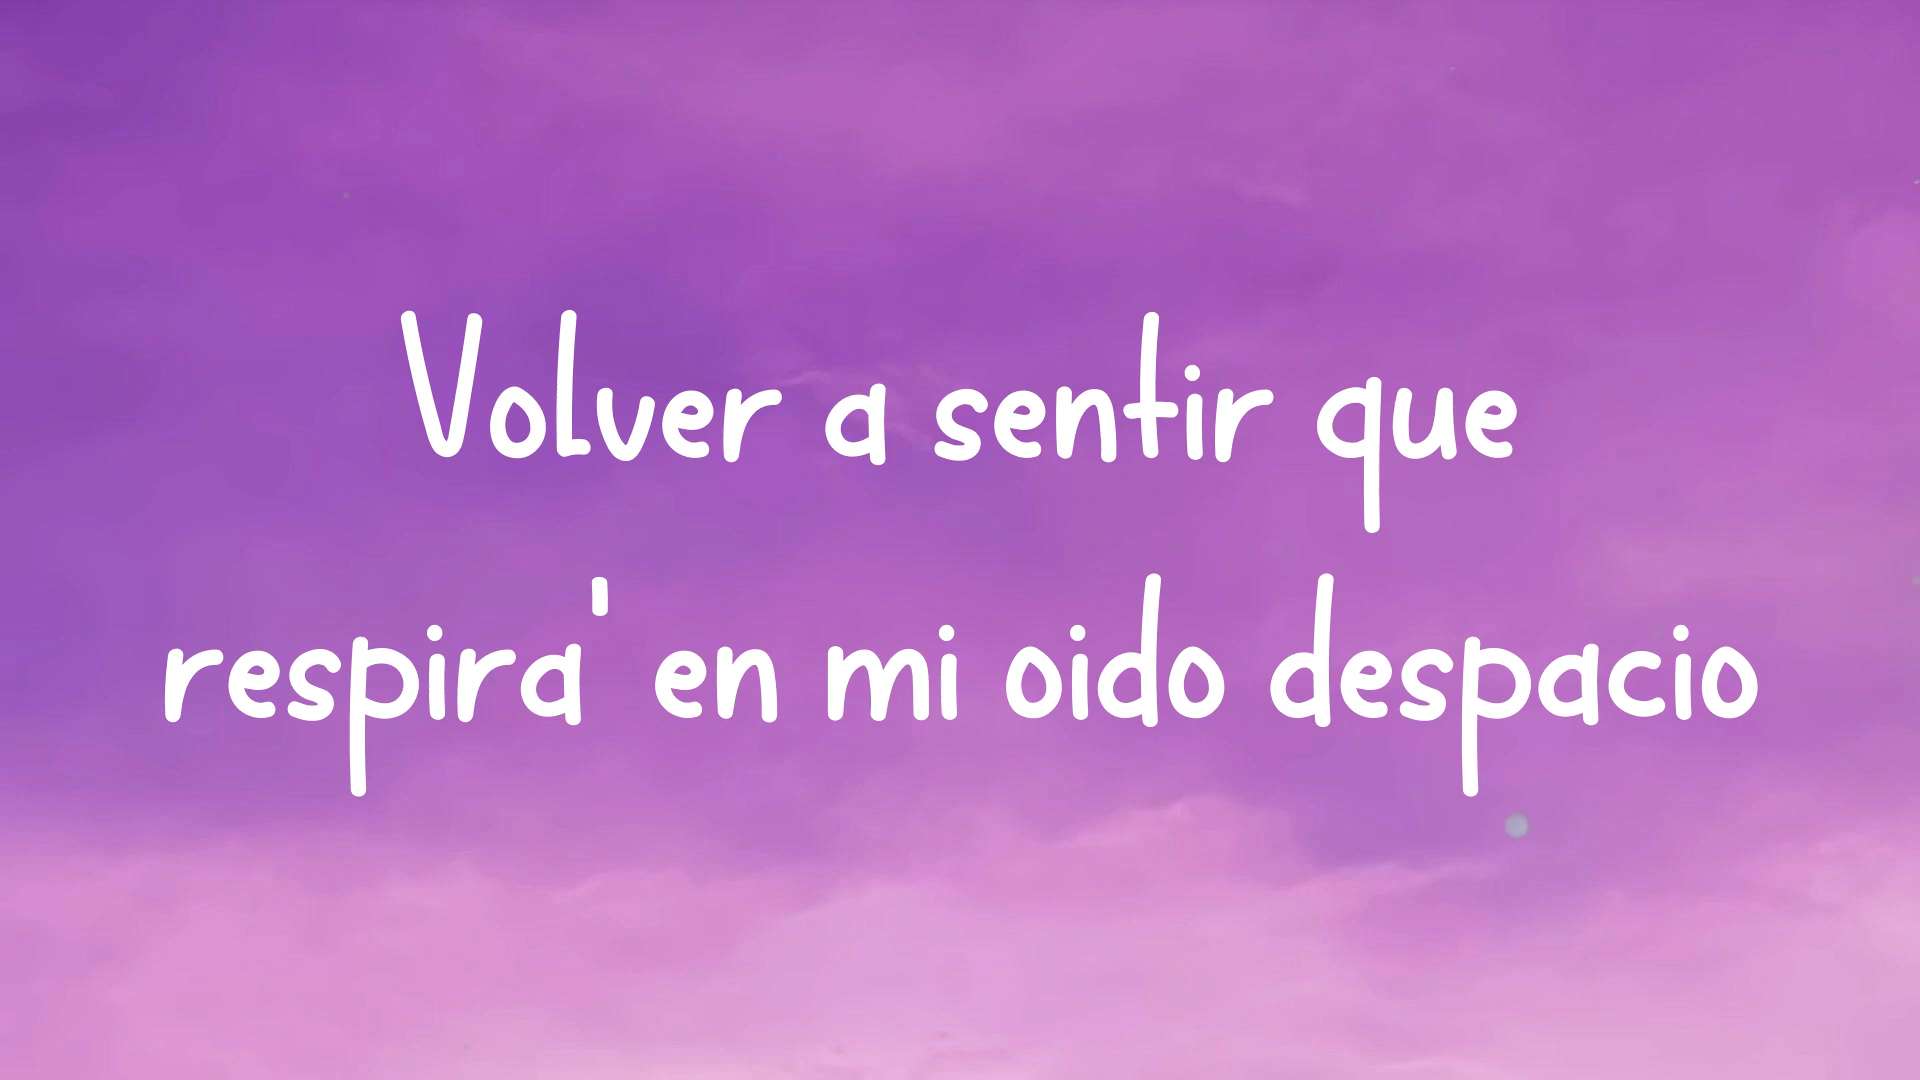 Volver a sentir que
respira' en mi oido despacio